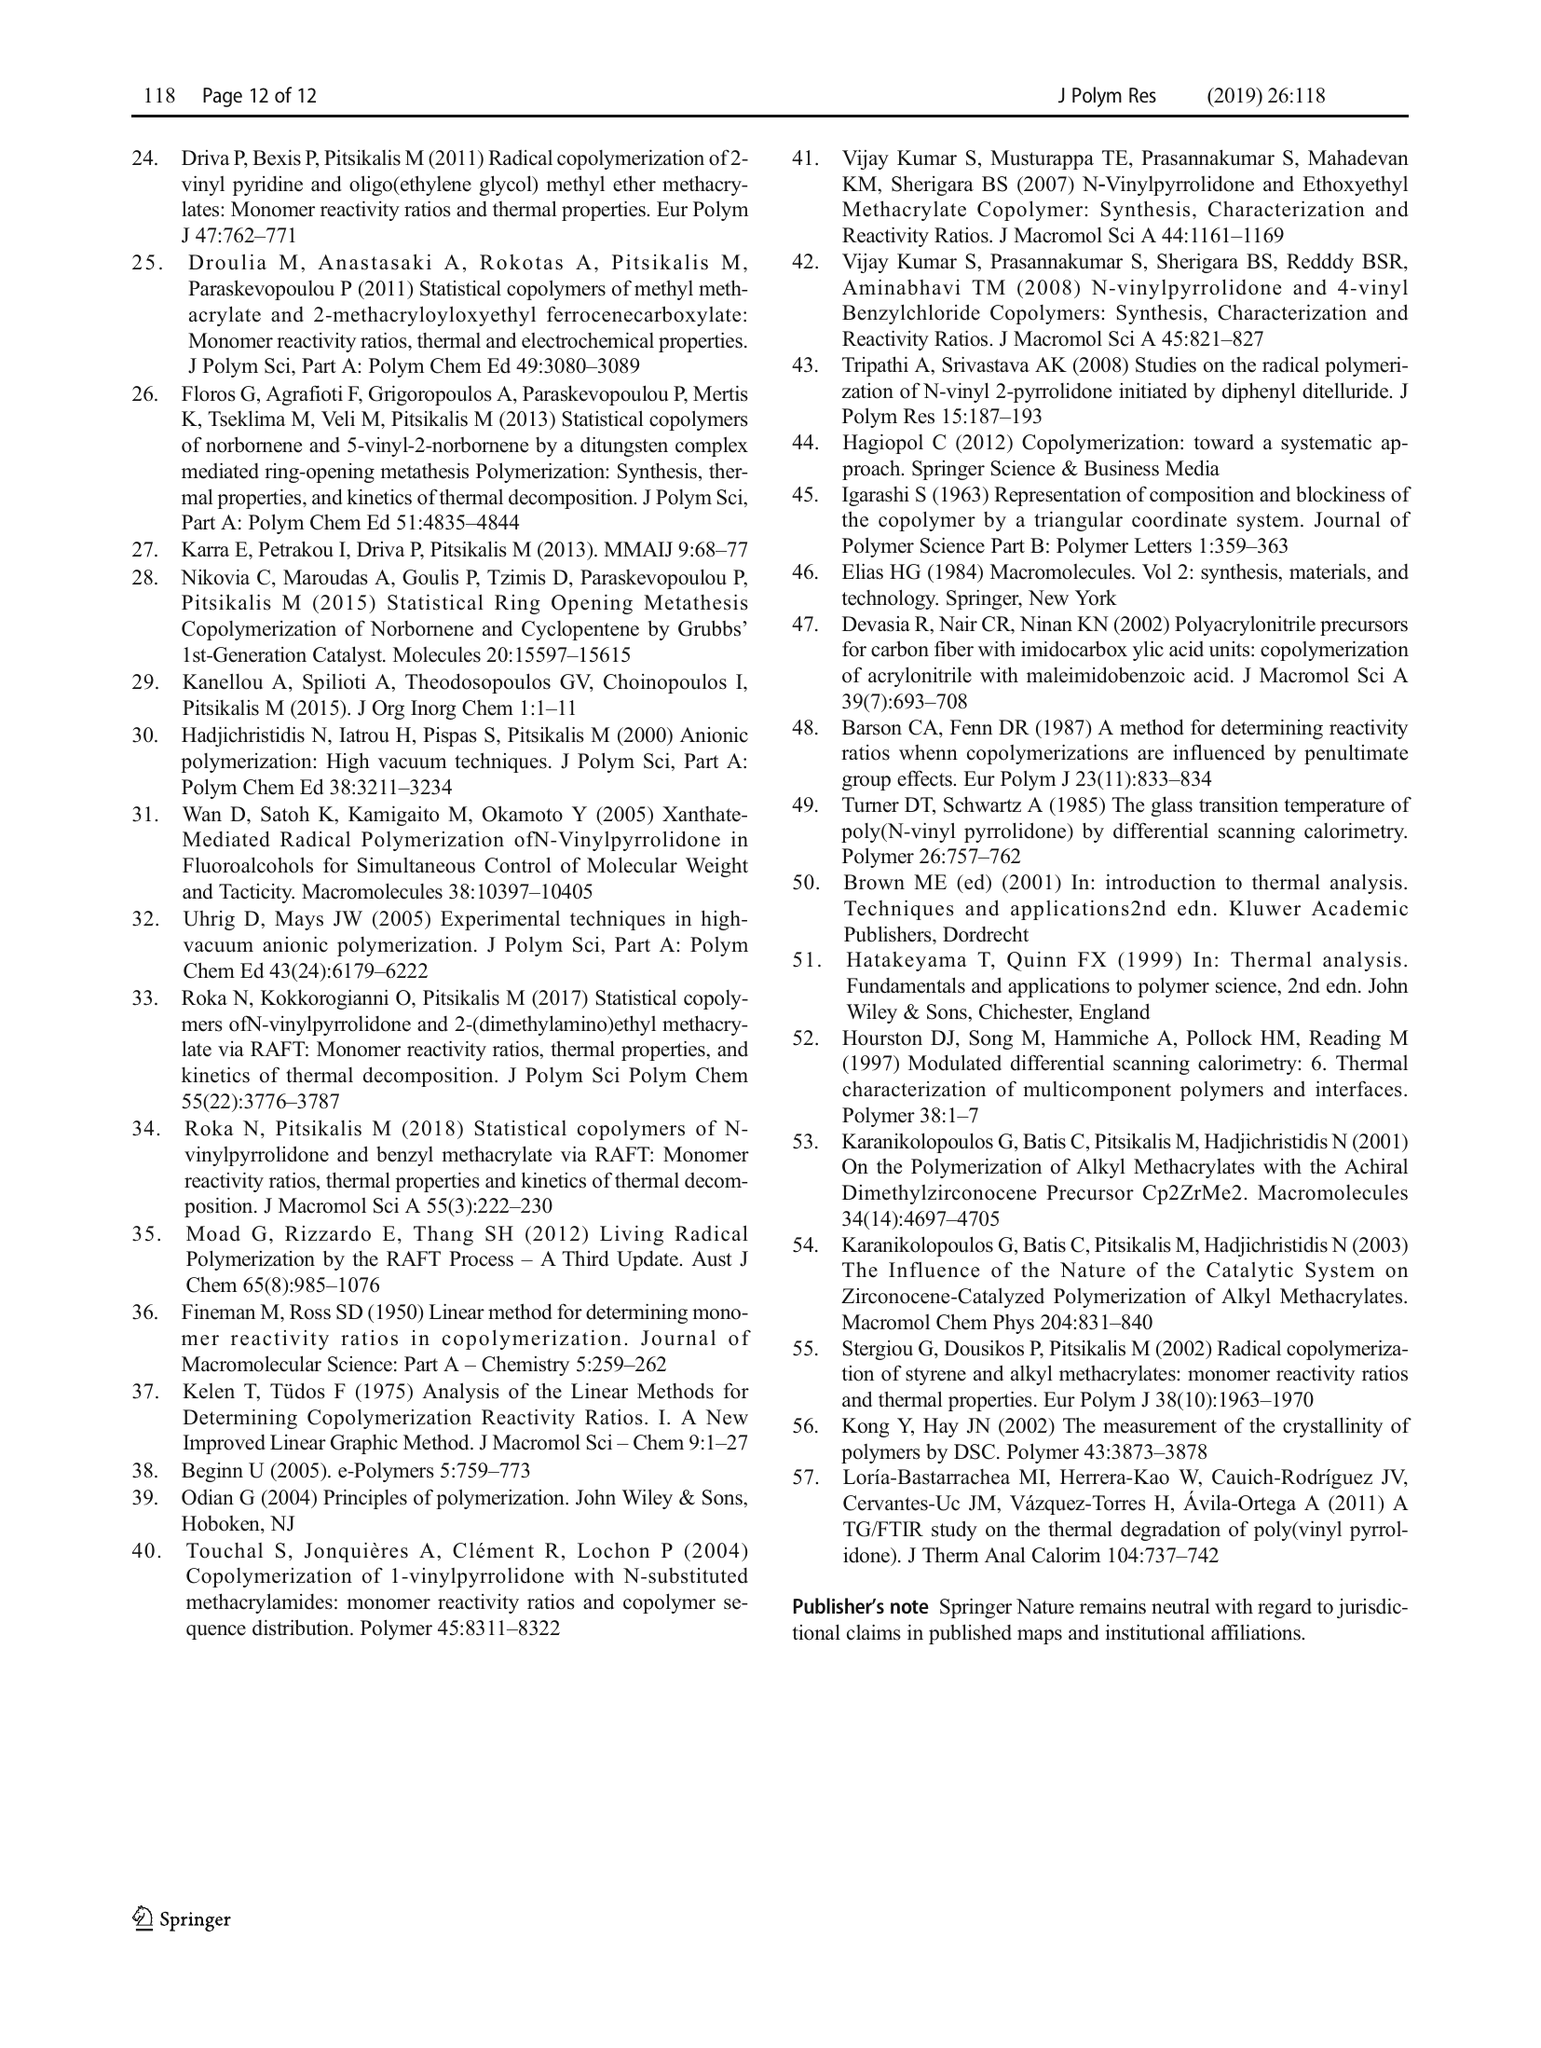 118 Page 12 of 12
J Polym Res (2019) 26:118
24. Driva P, Bexis P, Pitsikalis M (2011) Radical copolymerization of 2-
vinyl pyridine and oligo(ethylene glycol) methyl ether methacry-
lates: Monomer reactivity ratios and thermal properties. Eur Polym
J 47:762–771
25. Droulia M, Anastasaki A, Rokotas A, Pitsikalis M,
Paraskevopoulou P (2011) Statistical copolymers of methyl meth-
acrylate and 2-methacryloyloxyethyl ferrocenecarboxylate:
Monomer reactivity ratios, thermal and electrochemical properties.
J Polym Sci, Part A: Polym Chem Ed 49:3080–3089
26. Floros G, Agrafioti F, Grigoropoulos A, Paraskevopoulou P, Mertis
K, Tseklima M, Veli M, Pitsikalis M (2013) Statistical copolymers
of norbornene and 5-vinyl-2-norbornene by a ditungsten complex
mediated ring-opening metathesis Polymerization: Synthesis, ther-
mal properties, and kinetics of thermal decomposition. J Polym Sci,
Part A: Polym Chem Ed 51:4835–4844
27. Karra E, Petrakou I, Driva P, Pitsikalis M (2013). MMAIJ 9:68–77
28. Nikovia C, Maroudas A, Goulis P, Tzimis D, Paraskevopoulou P,
Pitsikalis M (2015) Statistical Ring Opening Metathesis
Copolymerization of Norbornene and Cyclopentene by Grubbs’
1st-Generation Catalyst. Molecules 20:15597–15615
29. Kanellou A, Spilioti A, Theodosopoulos GV, Choinopoulos I,
Pitsikalis M (2015). J Org Inorg Chem 1:1–11
30. Hadjichristidis N, Iatrou H, Pispas S, Pitsikalis M (2000) Anionic
polymerization: High vacuum techniques. J Polym Sci, Part A:
Polym Chem Ed 38:3211–3234
31. Wan D, Satoh K, Kamigaito M, Okamoto Y (2005) Xanthate-
Mediated Radical Polymerization ofN-Vinylpyrrolidone in
Fluoroalcohols for Simultaneous Control of Molecular Weight
and Tacticity. Macromolecules 38:10397–10405
32. Uhrig D, Mays JW (2005) Experimental techniques in high-
vacuum anionic polymerization. J Polym Sci, Part A: Polym
Chem Ed 43(24):6179–6222
33. Roka N, Kokkorogianni O, Pitsikalis M (2017) Statistical copoly-
mers ofN-vinylpyrrolidone and 2-(dimethylamino)ethyl methacry-
late via RAFT: Monomer reactivity ratios, thermal properties, and
kinetics of thermal decomposition. J Polym Sci Polym Chem
55(22):3776–3787
34. Roka N, Pitsikalis M (2018) Statistical copolymers of N-
vinylpyrrolidone and benzyl methacrylate via RAFT: Monomer
reactivity ratios, thermal properties and kinetics of thermal decom-
position. J Macromol Sci A 55(3):222–230
35. Moad G, Rizzardo E, Thang SH (2012) Living Radical
Polymerization by the RAFT Process – A Third Update. Aust J
Chem 65(8):985–1076
36. Fineman M, Ross SD (1950) Linear method for determining mono-
mer reactivity ratios in copolymerization. Journal of
Macromolecular Science: Part A – Chemistry 5:259–262
37. Kelen T, Tüdos F (1975) Analysis of the Linear Methods for
Determining Copolymerization Reactivity Ratios. I. A New
Improved Linear Graphic Method. J Macromol Sci – Chem 9:1–27
38. Beginn U (2005). e-Polymers 5:759–773
39. Odian G (2004) Principles of polymerization. John Wiley & Sons,
Hoboken, NJ
40. Touchal S, Jonquières A, Clément R, Lochon P (2004)
Copolymerization of 1-vinylpyrrolidone with N-substituted
methacrylamides: monomer reactivity ratios and copolymer se-
quence distribution. Polymer 45:8311–8322
41. Vijay Kumar S, Musturappa TE, Prasannakumar S, Mahadevan
KM, Sherigara BS (2007) N-Vinylpyrrolidone and Ethoxyethyl
Methacrylate Copolymer: Synthesis, Characterization and
Reactivity Ratios. J Macromol Sci A 44:1161–1169
42. Vijay Kumar S, Prasannakumar S, Sherigara BS, Redddy BSR,
Aminabhavi TM (2008) N-vinylpyrrolidone and 4-vinyl
Benzylchloride Copolymers: Synthesis, Characterization and
Reactivity Ratios. J Macromol Sci A 45:821–827
43. Tripathi A, Srivastava AK (2008) Studies on the radical polymeri-
zation of N-vinyl 2-pyrrolidone initiated by diphenyl ditelluride. J
Polym Res 15:187–193
44. Hagiopol C (2012) Copolymerization: toward a systematic ap-
proach. Springer Science & Business Media
45. Igarashi S (1963) Representation of composition and blockiness of
the copolymer by a triangular coordinate system. Journal of
Polymer Science Part B: Polymer Letters 1:359–363
46. Elias HG (1984) Macromolecules. Vol 2: synthesis, materials, and
technology. Springer, New York
47. Devasia R, Nair CR, Ninan KN (2002) Polyacrylonitrile precursors
for carbon fiber with imidocarbox ylic acid units: copolymerization
of acrylonitrile with maleimidobenzoic acid. J Macromol Sci A
39(7):693–708
48. Barson CA, Fenn DR (1987) A method for determining reactivity
ratios whenn copolymerizations are influenced by penultimate
group effects. Eur Polym J 23(11):833–834
49. Turner DT, Schwartz A (1985) The glass transition temperature of
poly(N-vinyl pyrrolidone) by differential scanning calorimetry.
Polymer 26:757–762
50. Brown ME (ed) (2001) In: introduction to thermal analysis.
Techniques and applications2nd edn. Kluwer Academic
Publishers, Dordrecht
51. Hatakeyama T, Quinn FX (1999) In: Thermal analysis.
Fundamentals and applications to polymer science, 2nd edn. John
Wiley & Sons, Chichester, England
52. Hourston DJ, Song M, Hammiche A, Pollock HM, Reading M
(1997) Modulated differential scanning calorimetry: 6. Thermal
characterization of multicomponent polymers and interfaces.
Polymer 38:1–7
53. Karanikolopoulos G, Batis C, Pitsikalis M, Hadjichristidis N (2001)
On the Polymerization of Alkyl Methacrylates with the Achiral
Dimethylzirconocene Precursor Cp2ZrMe2. Macromolecules
34(14):4697–4705
54. Karanikolopoulos G, Batis C, Pitsikalis M, Hadjichristidis N (2003)
The Influence of the Nature of the Catalytic System on
Zirconocene-Catalyzed Polymerization of Alkyl Methacrylates.
Macromol Chem Phys 204:831–840
55. Stergiou G, Dousikos P, Pitsikalis M (2002) Radical copolymeriza-
tion of styrene and alkyl methacrylates: monomer reactivity ratios
and thermal properties. Eur Polym J 38(10):1963–1970
56. Kong Y, Hay JN (2002) The measurement of the crystallinity of
polymers by DSC. Polymer 43:3873–3878
57. Loría-Bastarrachea MI, Herrera-Kao W, Cauich-Rodríguez JV,
Cervantes-Uc JM, Vázquez-Torres H, Ávila-Ortega A (2011) A
TG/FTIR study on the thermal degradation of poly(vinyl pyrrol-
idone). J Therm Anal Calorim 104:737–742
Publisher’s note Springer Nature remains neutral with regard to jurisdic-
tional claims in published maps and institutional affiliations.
Springer